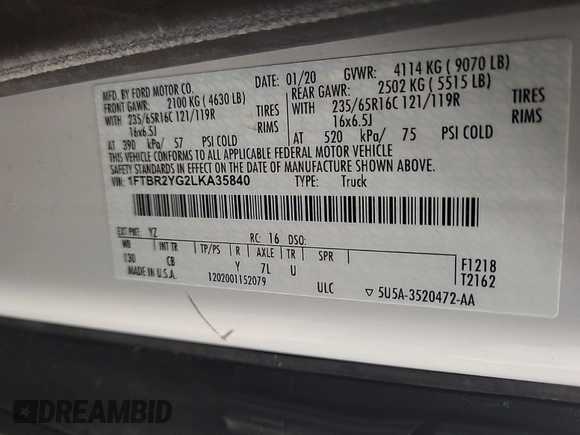 MFD. BY FORD MOTOR CO.
DATE: 01/20 GVWR: 4114 KG ( 9070 LB)
FRONT GAWR: 2100 KG ( 4630 LB) REAR GAWR: 2502 KG ( 5515 LB)
WITH 235/65R16C 121/119R TIRES WITH 235/65R16C 121/119R TIRES
16x6.5J RIMS 16x6.5J RIMS
AT 390 kPa/ 57 PSI COLD AT 520 kPa/ 75 PSI COLD
THIS VEHICLE CONFORMS TO ALL APPLICABLE FEDERAL MOTOR VEHICLE
SAFETY STANDARDS IN EFFECT ON THE DATE OF MANUFACTURE SHOWN ABOVE.
VIN: 1FTBR2YG2LKA35840 TYPE: Truck
EXT PNT: YZ RC: 16 DSO:
WB INT TR TP/PS R AXLE TR SPR
130 CB Y 7L U F1218
MADE IN U.S.A. 1202001152079 T2162
ULC ▽ 5U5A-3520472-AA
DREAMBID